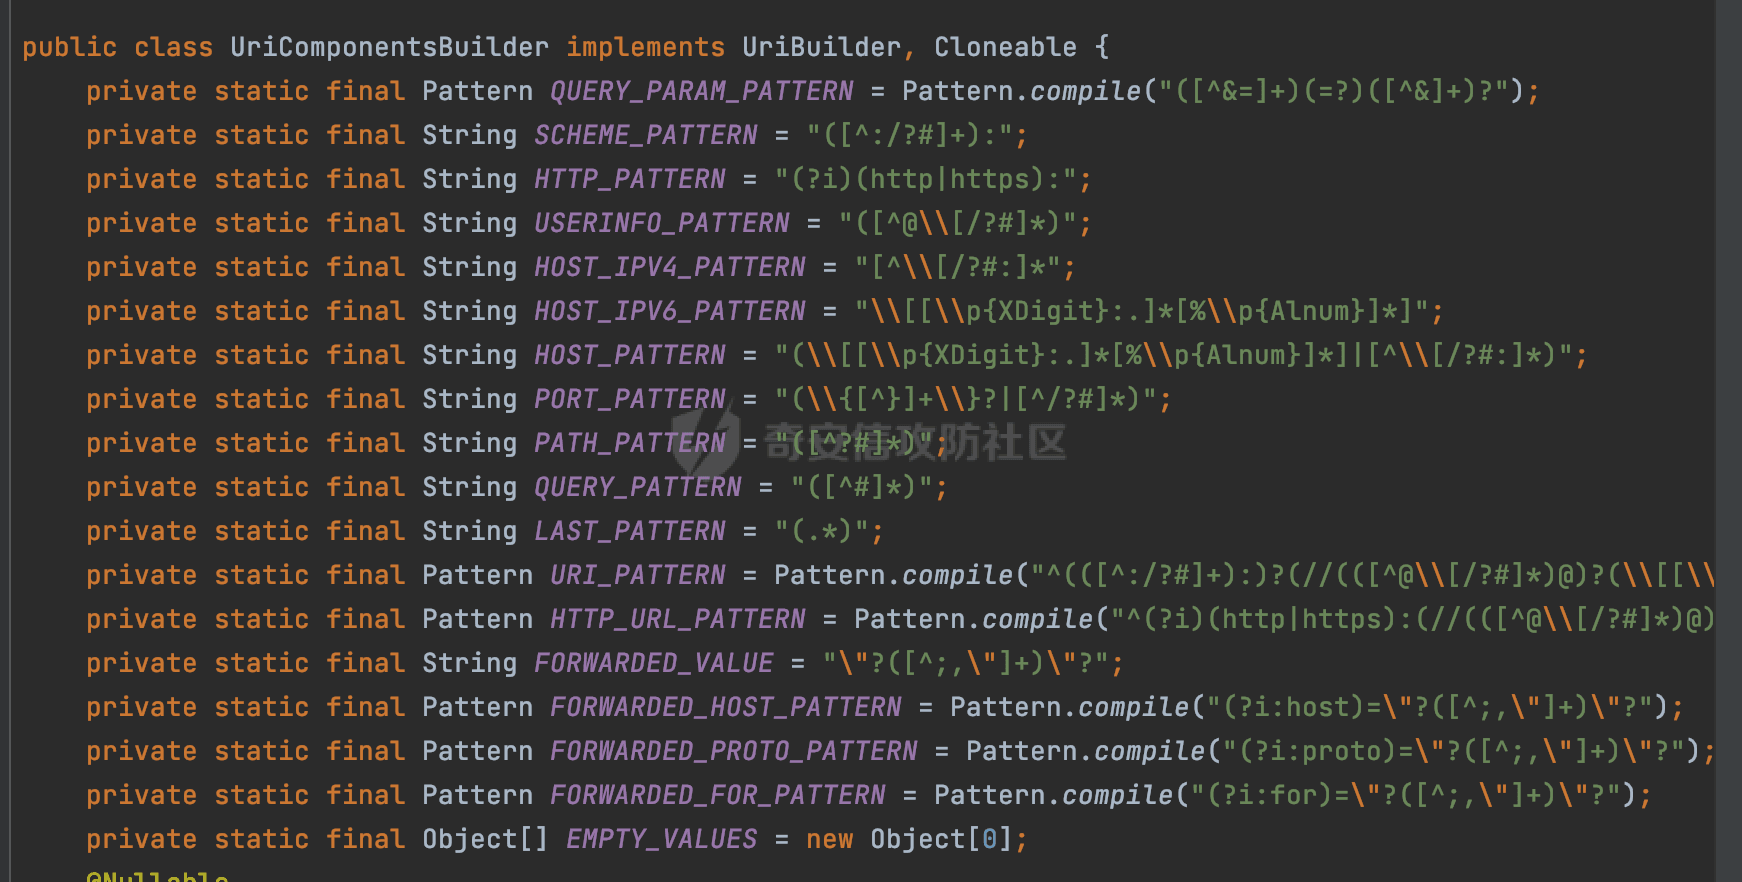 public class UriComponentsBuilder implements UriBuilder, Cloneable {
private static final Pattern QUERY_PARAM_PATTERN = Pattern.compile("([^&=]+)(=?)([^&]+)?");
private static final String SCHEME_PATTERN = "([^:/?#]+):";
private static final String HTTP_PATTERN = "(?i)(http|https):";
private static final String USERINFO_PATTERN = "([^@\\[/?#]*)";
private static final String HOST_IPV4_PATTERN = "[^\\[/?#:]*";
private static final String HOST_IPV6_PATTERN = "\\[[\\p{XDigit}:.]*[%\\p{Alnum}]*]";
private static final String HOST_PATTERN = "(\\[[\\p{XDigit}:.]*[%\\p{Alnum}]*]|[^\\[/?#:]*)";
private static final String PORT_PATTERN = "(\\{[^}]+\\}?|[^/?#]*)";
private static final String PATH_PATTERN = "([^?#]*)";
奇安信攻防社区
private static final String QUERY_PATTERN = "([^#]*)";
private static final String LAST_PATTERN = "(.*)";
private static final Pattern URI_PATTERN = Pattern.compile("^(([^:/?#]+):)?(//(([^@\\[/?#]*)@)?(\\[[\\
private static final Pattern HTTP_URL_PATTERN = Pattern.compile("^(?i)(http|https):(//(([^@\\[/?#]*)@)
private static final String FORWARDED_VALUE = "\"?([^;,\"]+)\"?";
private static final Pattern FORWARDED_HOST_PATTERN = Pattern.compile("(?i:host)=\"?([^;,\"]+)\"?");
private static final Pattern FORWARDED_PROTO_PATTERN = Pattern.compile("(?i:proto)=\"?([^;,\"]+)\"?");
private static final Pattern FORWARDED_FOR_PATTERN = Pattern.compile("(?i:for)=\"?([^;,\"]+)\"?");
private static final Object[] EMPTY_VALUES = new Object[0];
@Nullable